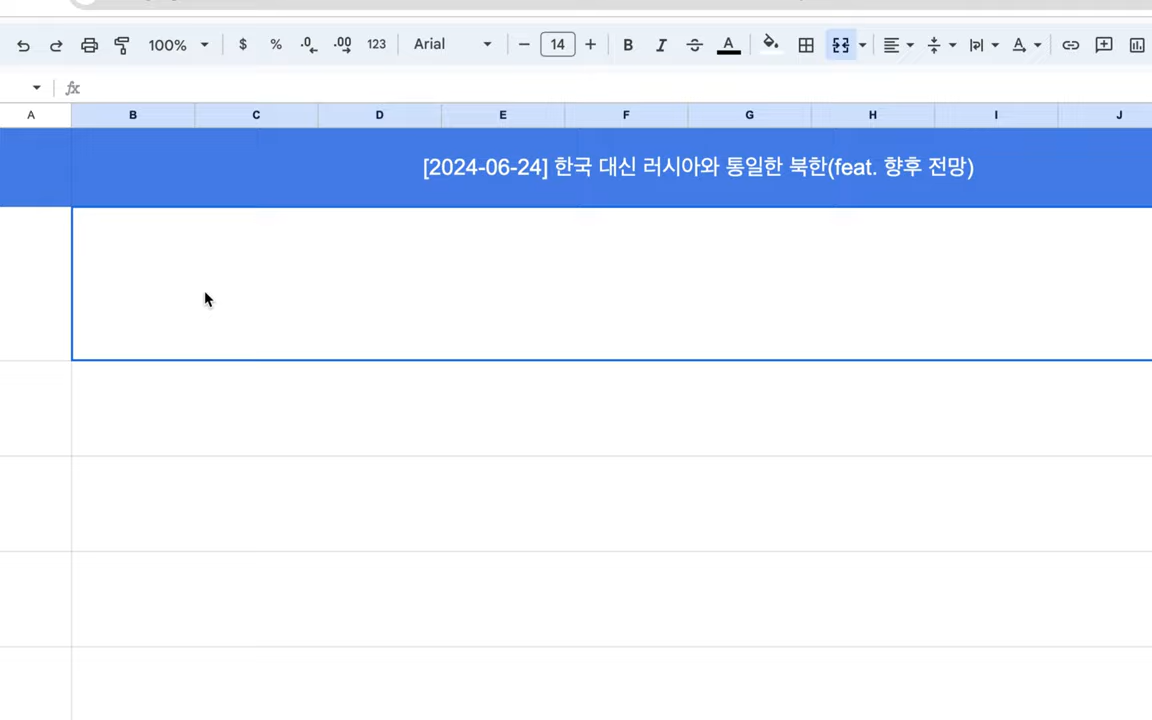 100% $ % .0 .00 123 Arial − 14 + B I A A
fx
A B C D E F G H I J
[2024-06-24] 한국 대신 러시아와 통일한 북한(feat. 향후 전망)